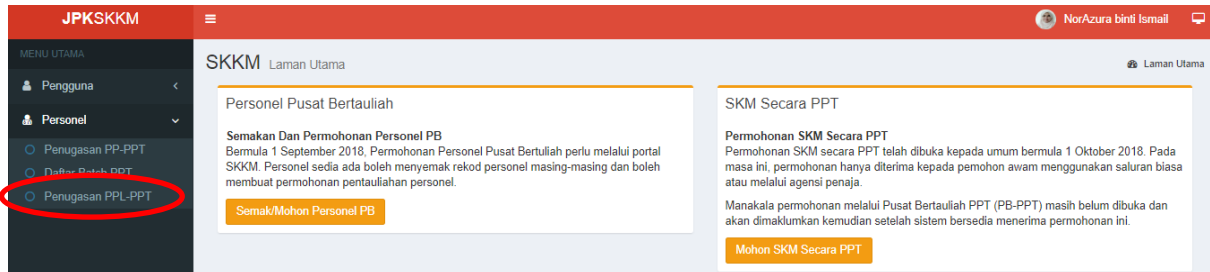 JPKSKKM
NorAzura binti Ismail
MENU UTAMA
Pengguna
Personel
Penugasan PP-PPT
Daftar Batch PPT
Penugasan PPL-PPT
SKKM Laman Utama
Laman Utama
Personel Pusat Bertauliah
Semakan Dan Permohonan Personel PB
Bermula 1 September 2018, Permohonan Personel Pusat Bertuliah perlu melalui portal
SKKM. Personel sedia ada boleh menyemak rekod personel masing-masing dan boleh
membuat permohonan pentauliahan personel.
Semak/Mohon Personel PB
SKM Secara PPT
Permohonan SKM Secara PPT
Permohonan SKM secara PPT telah dibuka kepada umum bermula 1 Oktober 2018. Pada
masa ini, permohonan hanya diterima kepada pemohon awam menggunakan saluran biasa
atau melalui agensi penaja.
Manakala permohonan melalui Pusat Bertauliah PPT (PB-PPT) masih belum dibuka dan
akan dimaklumkan kemudian setelah sistem bersedia menerima permohonan ini.
Mohon SKM Secara PPT